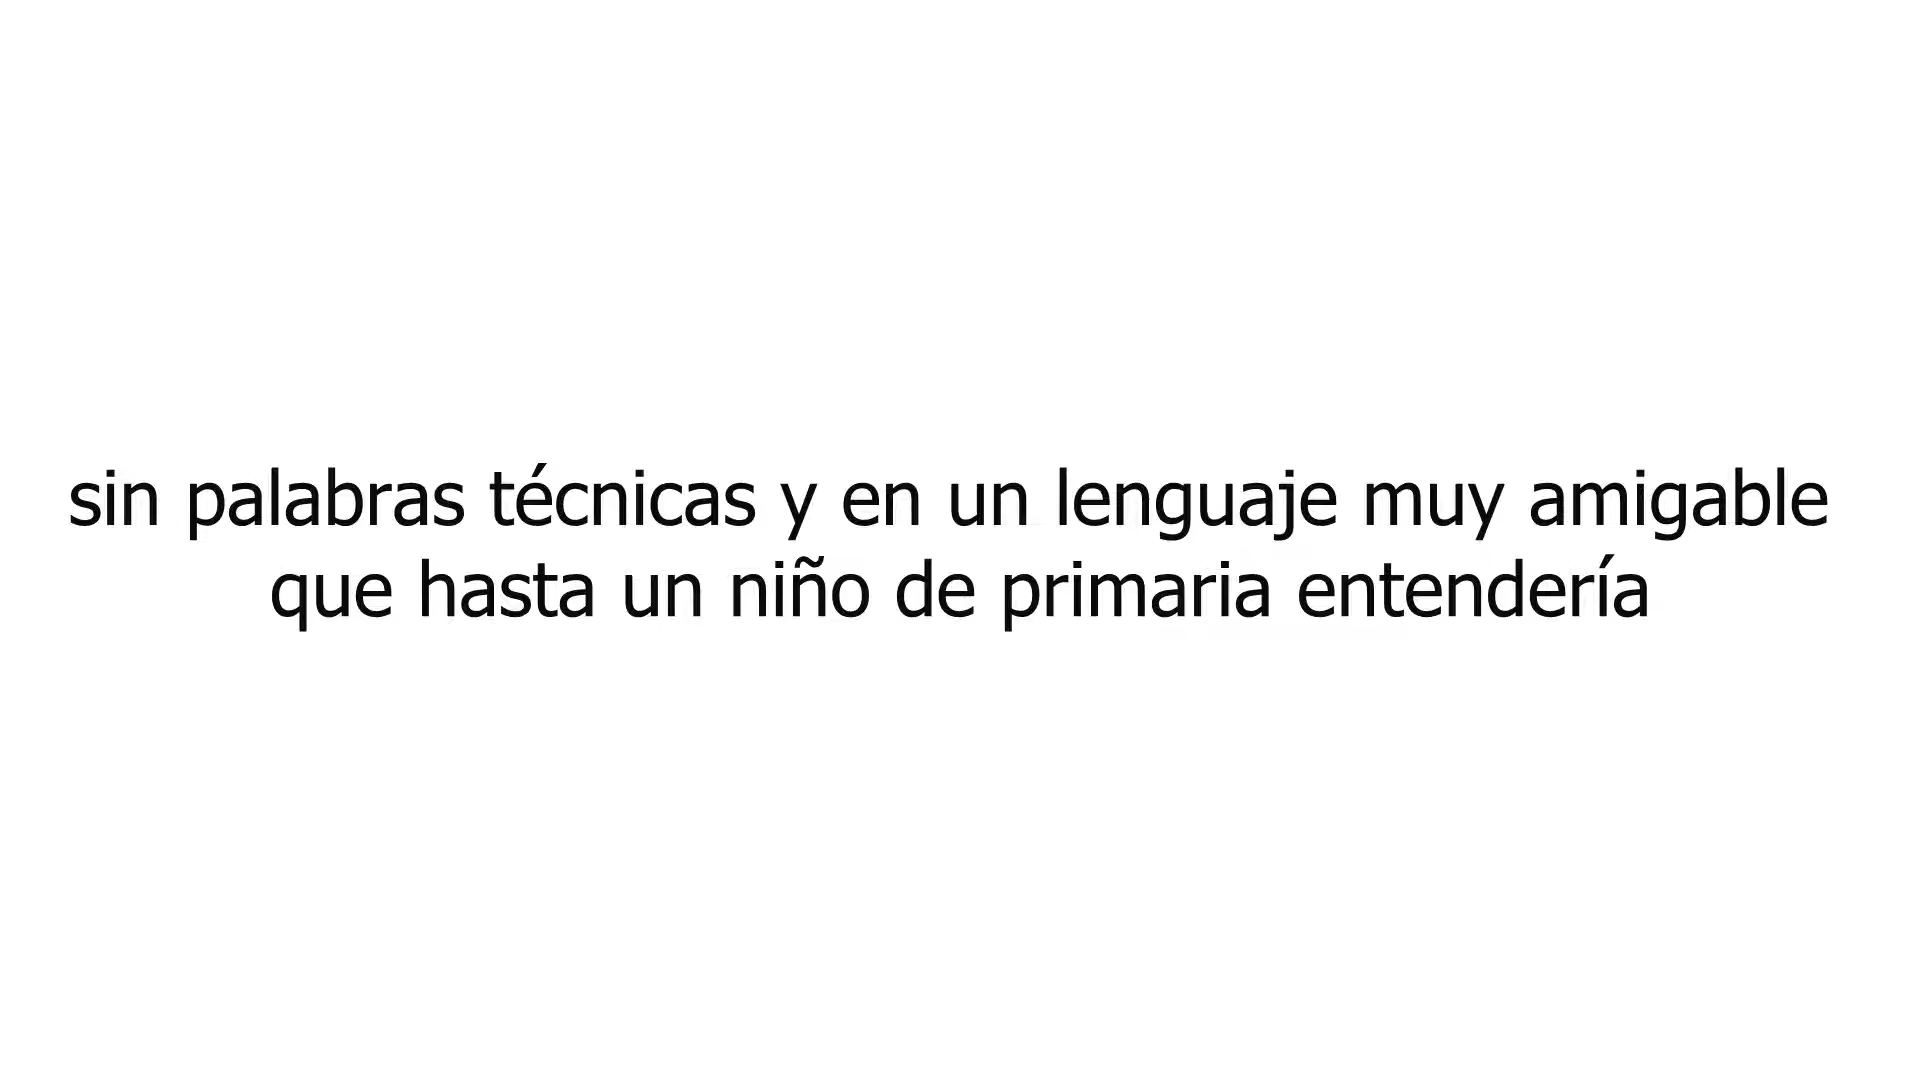 sin palabras técnicas y en un lenguaje muy amigable
que hasta un niño de primaria entendería